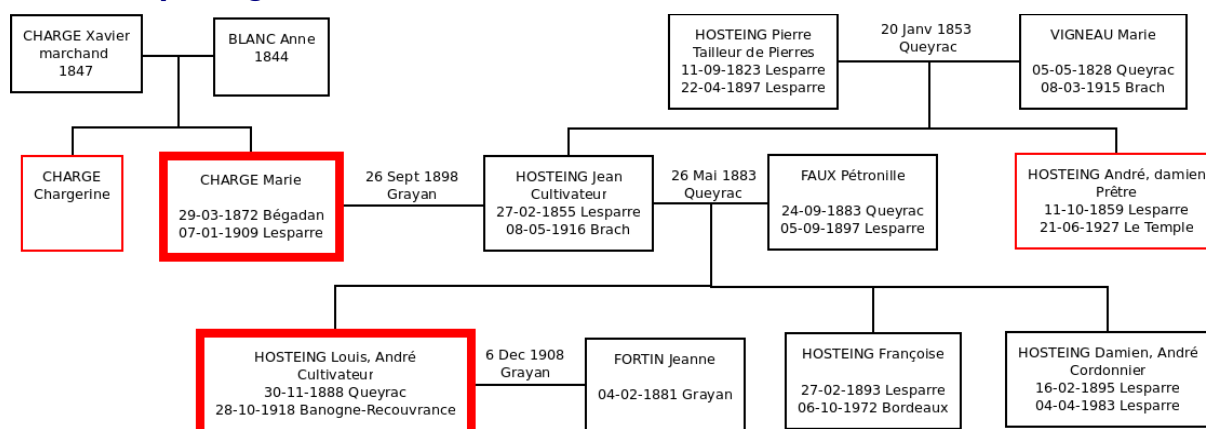 CHARGE Xavier
marchand
1847
BLANC Anne
1844
HOSTEING Pierre
Tailleur de Pierres
11-09-1823 Lesparre
22-04-1897 Lesparre
20 Janv 1853
Queyrac
VIGNEAU Marie
05-05-1828 Queyrac
08-03-1915 Brach
CHARGE
Chargerine
CHARGE Marie
29-03-1872 Bégadan
07-01-1909 Lesparre
26 Sept 1898
Grayan
HOSTEING Jean
Cultivateur
27-02-1855 Lesparre
08-05-1916 Brach
26 Mai 1883
Queyrac
FAUX Pétronille
24-09-1883 Queyrac
05-09-1897 Lesparre
HOSTEING André, damien
Prêtre
11-10-1859 Lesparre
21-06-1927 Le Temple
HOSTEING Louis, André
Cultivateur
30-11-1888 Queyrac
28-10-1918 Banogne-Recouvrance
6 Dec 1908
Grayan
FORTIN Jeanne
04-02-1881 Grayan
HOSTEING Françoise
27-02-1893 Lesparre
06-10-1972 Bordeaux
HOSTEING Damien, André
Cordonnier
16-02-1895 Lesparre
04-04-1983 Lesparre